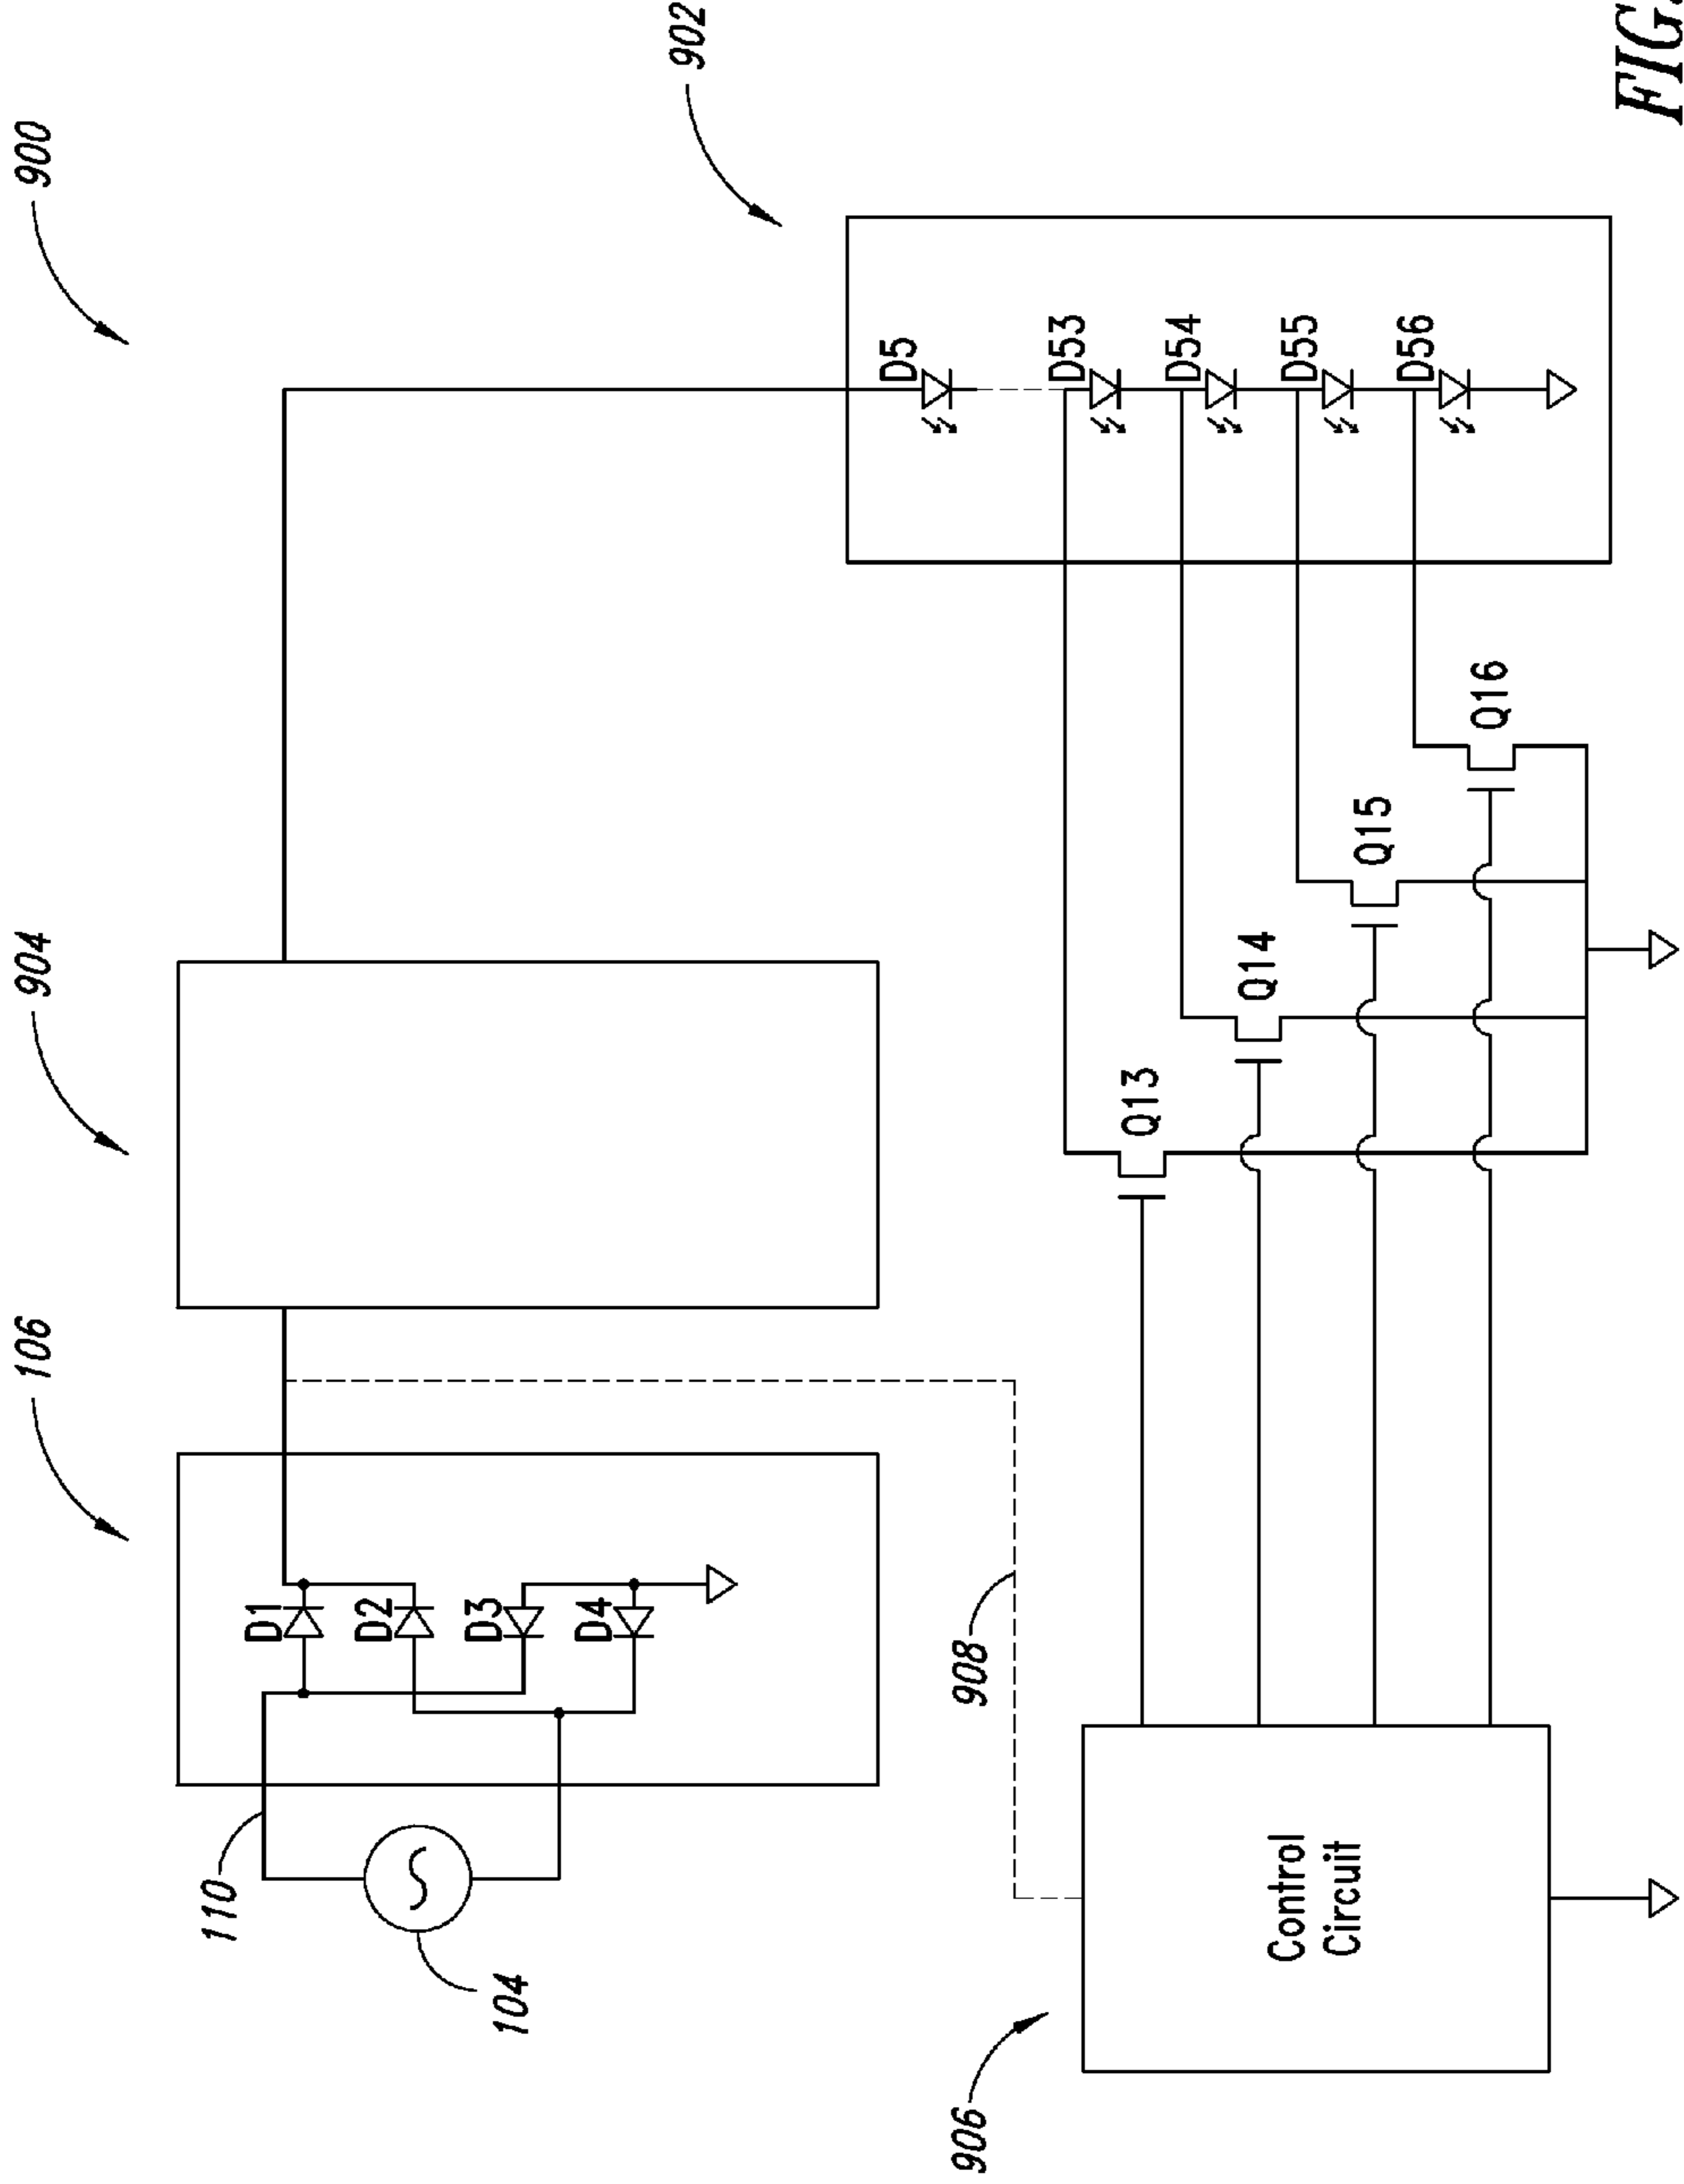 106
904
900
110
D1
D2
D3
104
D4
902
D5
906
908
D53
Q13
D54
Q14
Control
Circuit
D55
Q15
D56
Q16
FIG.